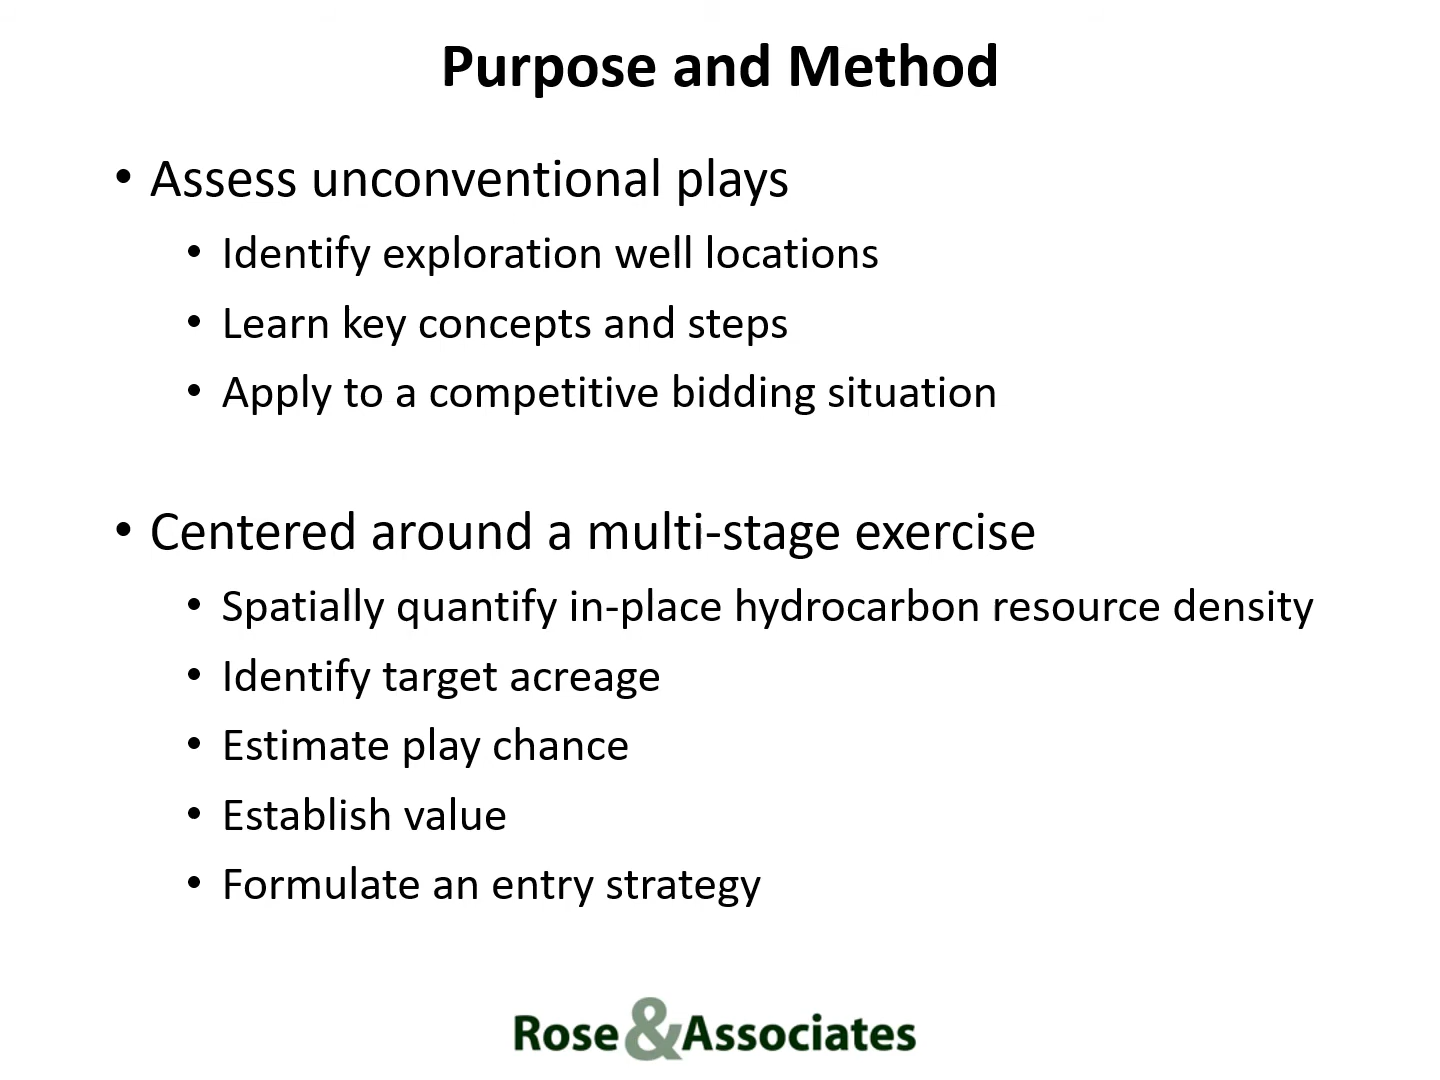 Purpose and Method
• Assess unconventional plays
• Identify exploration well locations
• Learn key concepts and steps
• Apply to a competitive bidding situation
• Centered around a multi-stage exercise
• Spatially quantify in-place hydrocarbon resource density
• Identify target acreage
• Estimate play chance
• Establish value
• Formulate an entry strategy
Rose&Associates